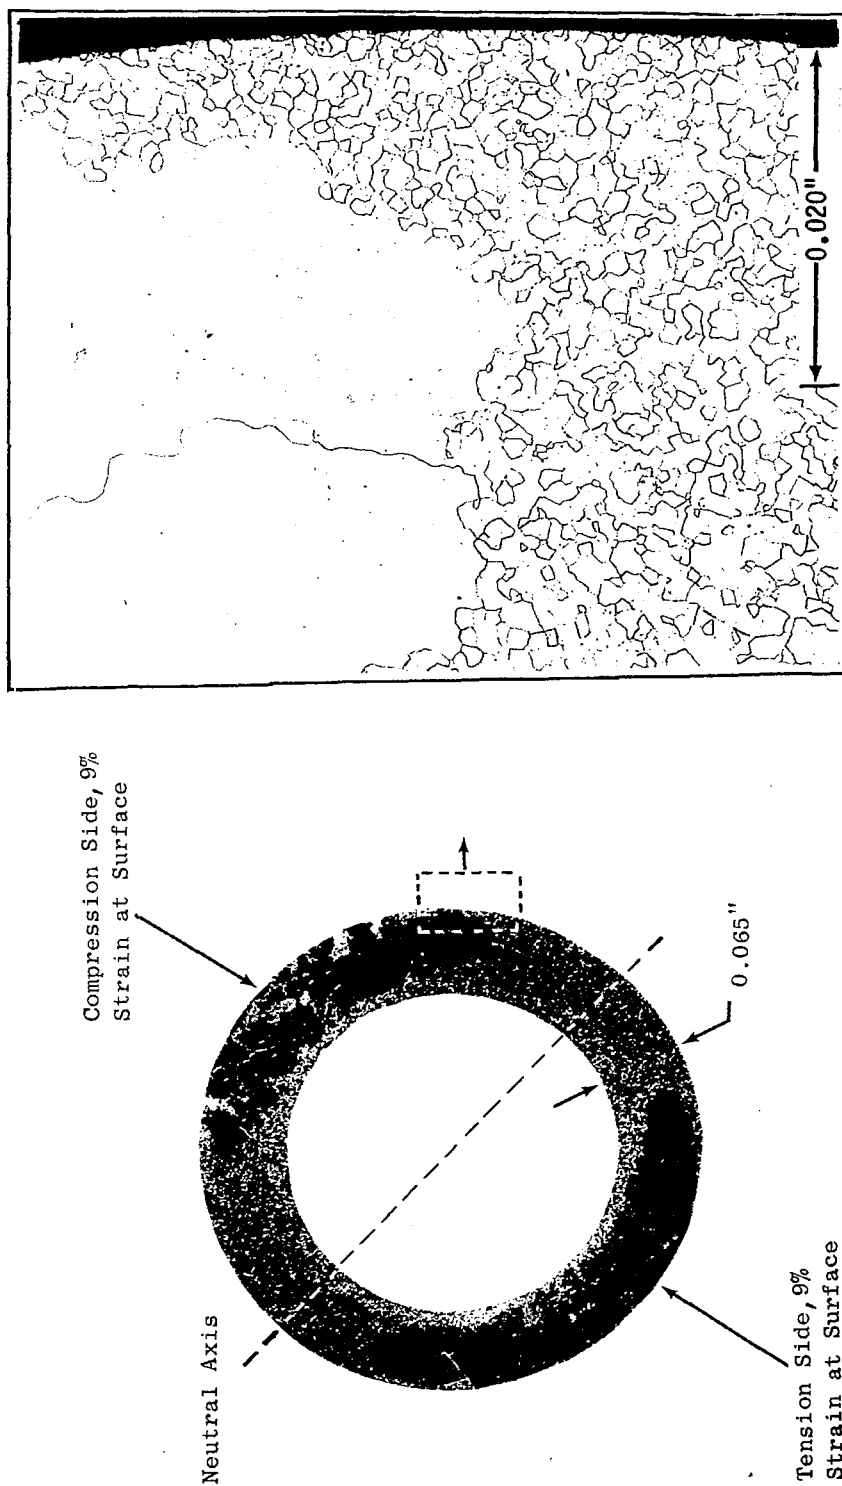 0.020"
Compression Side, 9%
Strain at Surface
0.065"
Neutral Axis
Tension Side, 9%
Strain at Surface